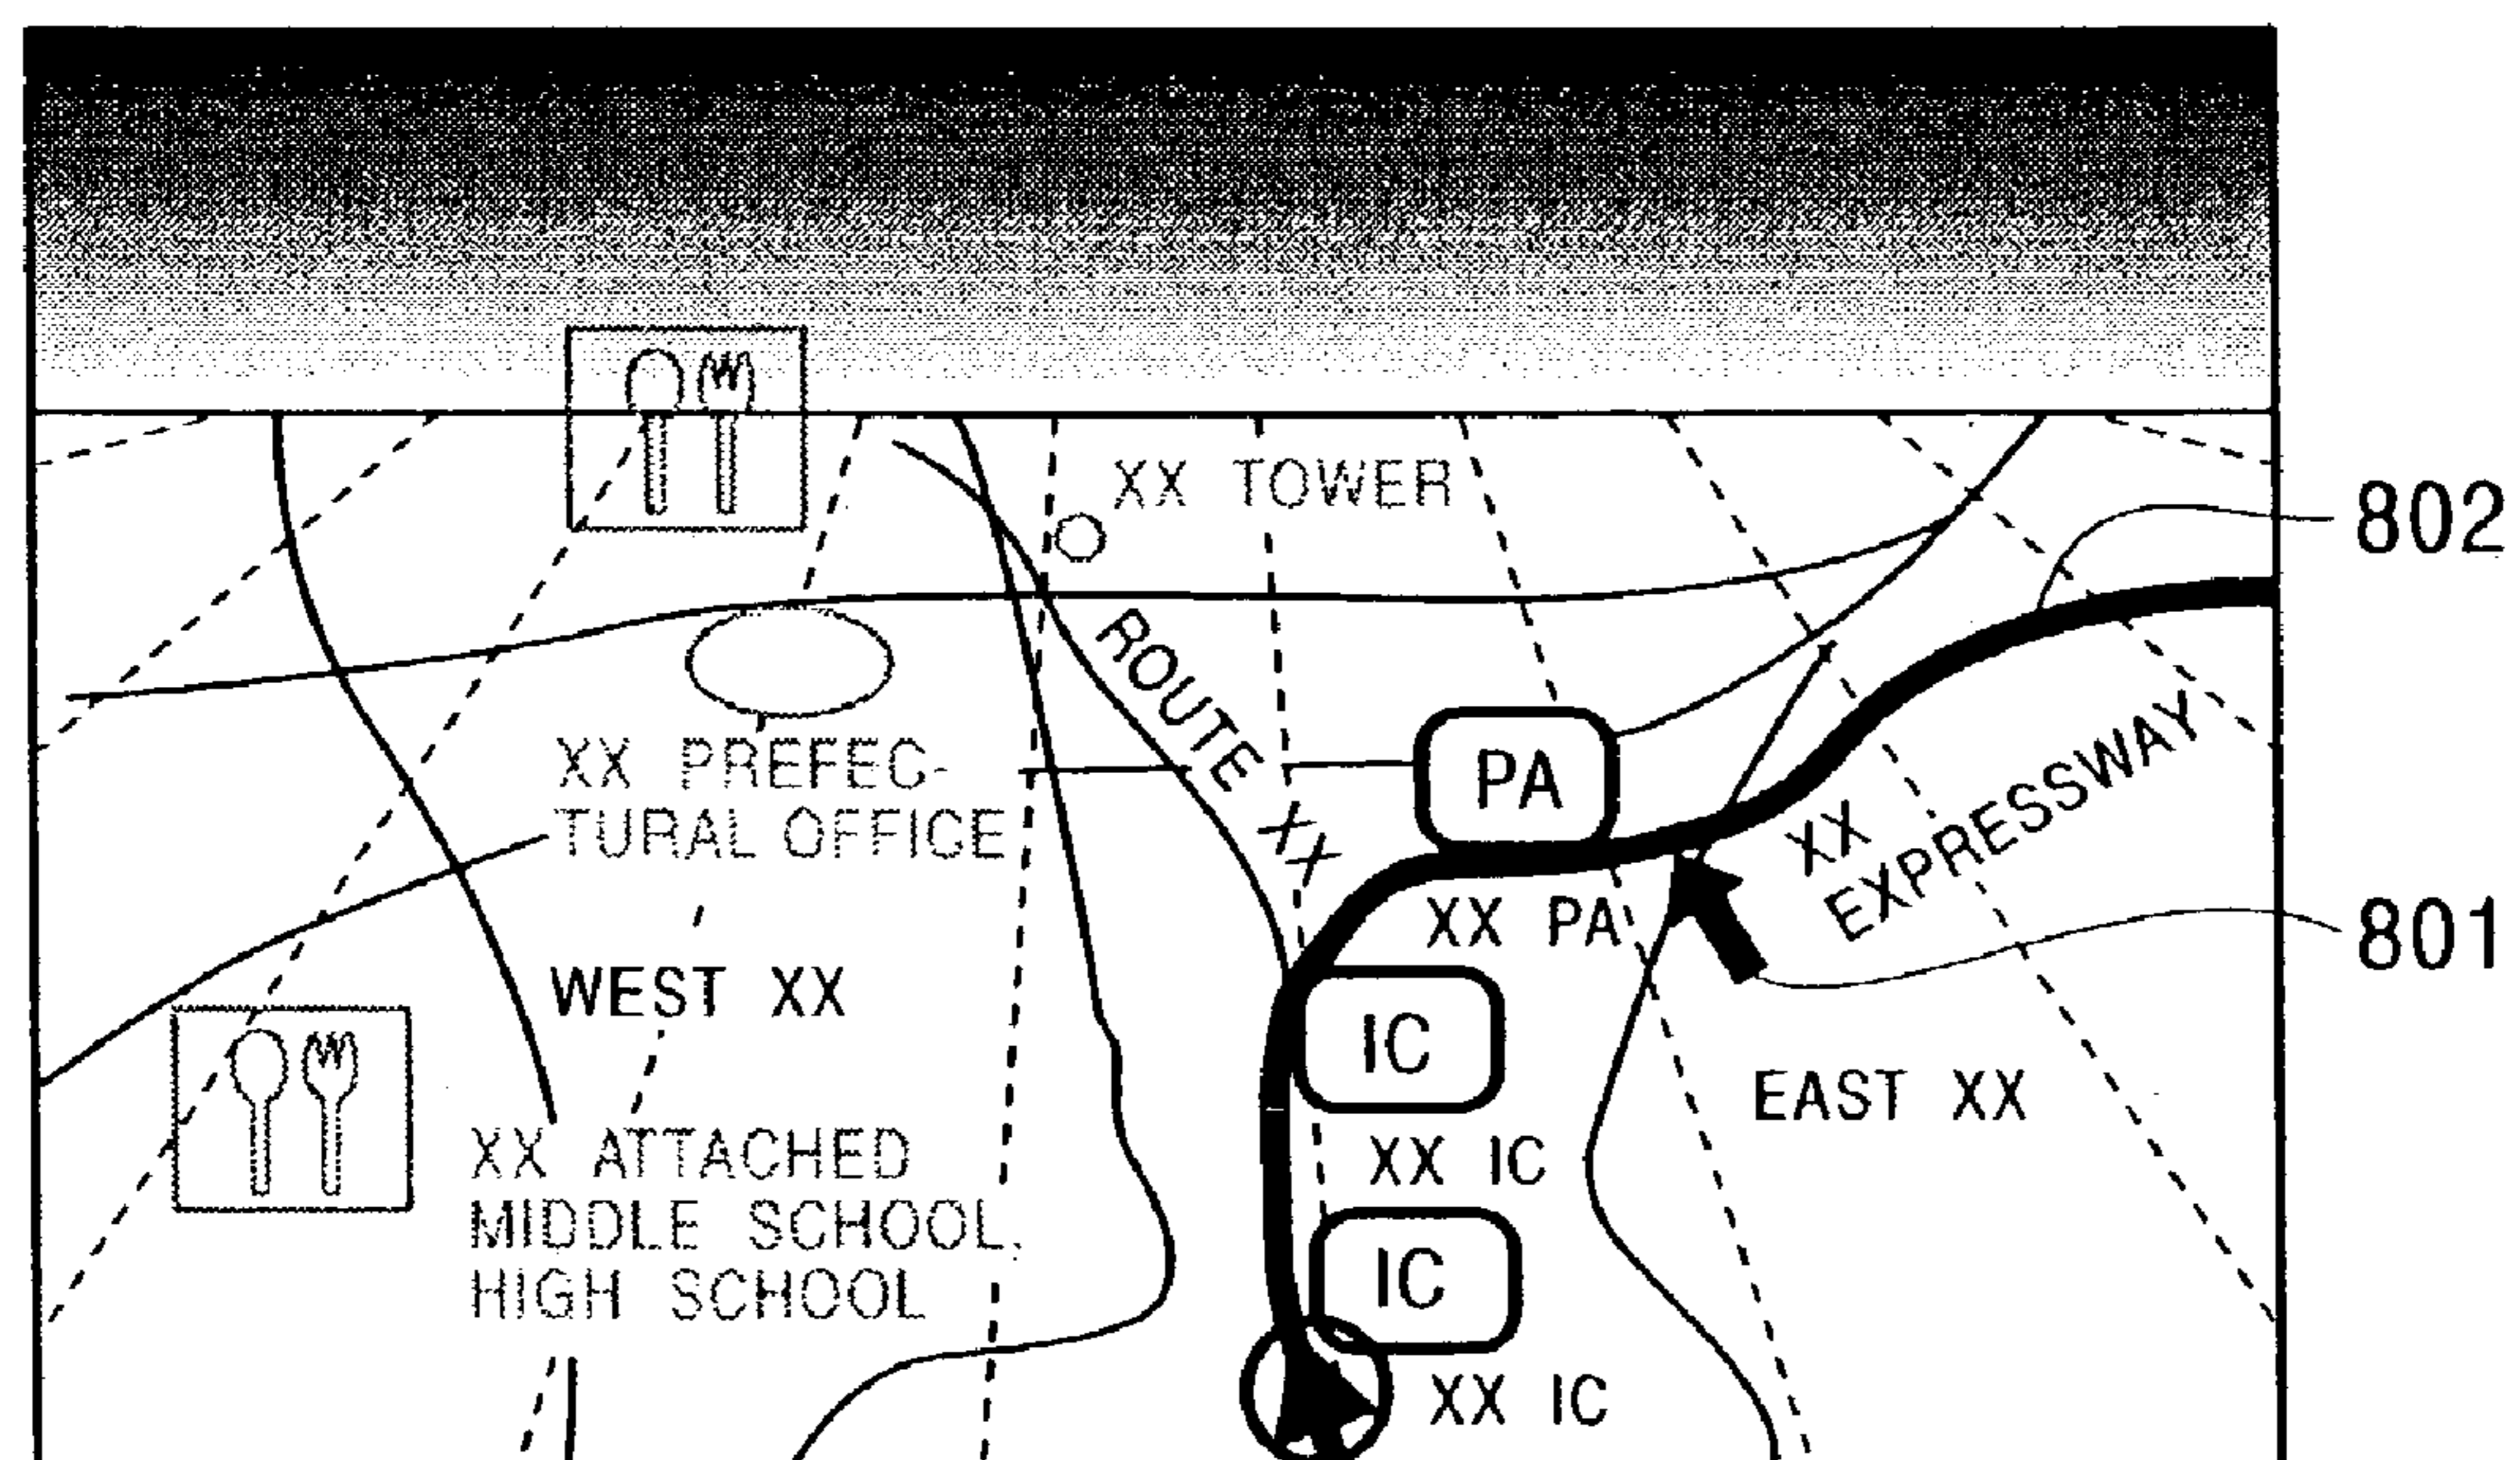 XX TOWER
802
ROUTE XX
XX PREFEC-
TURAL OFFICE
PA
XX
EXPRESSWAY
XX PA
801
WEST XX
IC
XX IC
EAST XX
XX ATTACHED
MIDDLE SCHOOL,
HIGH SCHOOL
IC
XX IC